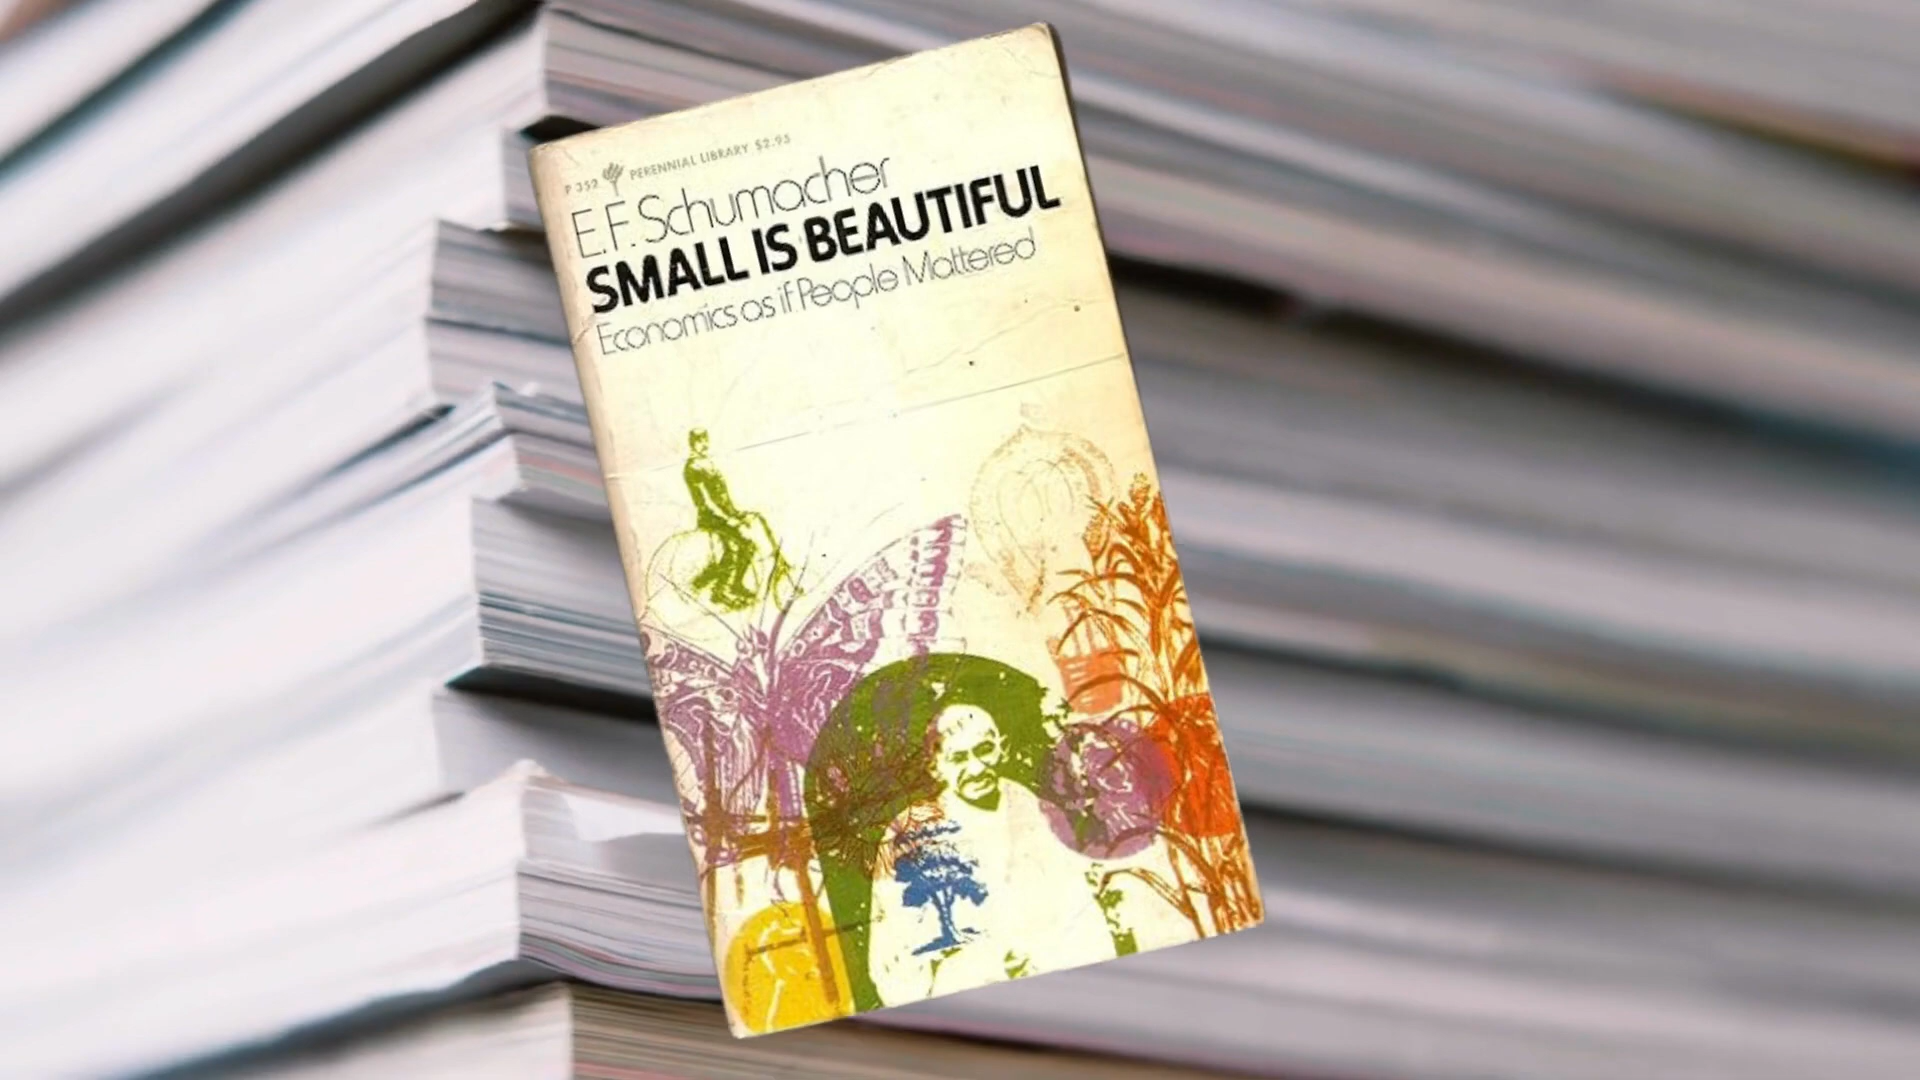 P 352 PERENNIAL LIBRARY $2.95
E.F. Schumacher
SMALL IS BEAUTIFUL
Economics as if People Mattered